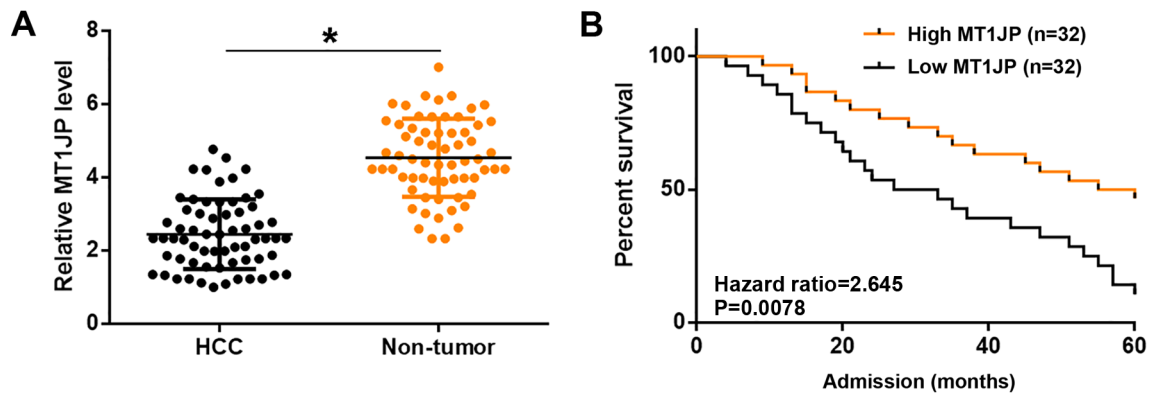 A
Relative MT1JP level
8
6
4
2
0
*
HCC
Non-tumor
B
High MT1JP (n=32)
Low MT1JP (n=32)
Percent survival
100
50
0
Hazard ratio=2.645
P=0.0078
0
20
40
60
Admission (months)